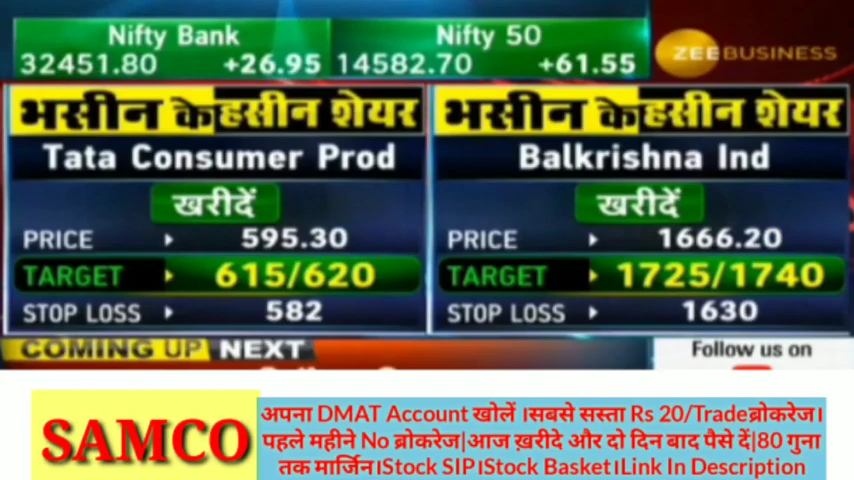 Nifty Bank
32451.80 +26.95
Nifty 50
14582.70 +61.55
ZEEBUSINESS
भसीन के हसीन शेयर
Tata Consumer Prod
खरीदें
PRICE 595.30
TARGET 615/620
STOP LOSS 582
भसीन के हसीन शेयर
Balkrishna Ind
खरीदें
PRICE 1666.20
TARGET 1725/1740
STOP LOSS 1630
COMING UP NEXT
Follow us on
SAMCO
अपना DMAT Account खोलें ।सबसे सस्ता Rs 20/Tradeब्रोकरेज।
पहले महीने No ब्रोकरेज|आज ख़रीदे और दो दिन बाद पैसे दें|80 गुना
तक मार्जिन।Stock SIP।Stock Basket।Link In Description